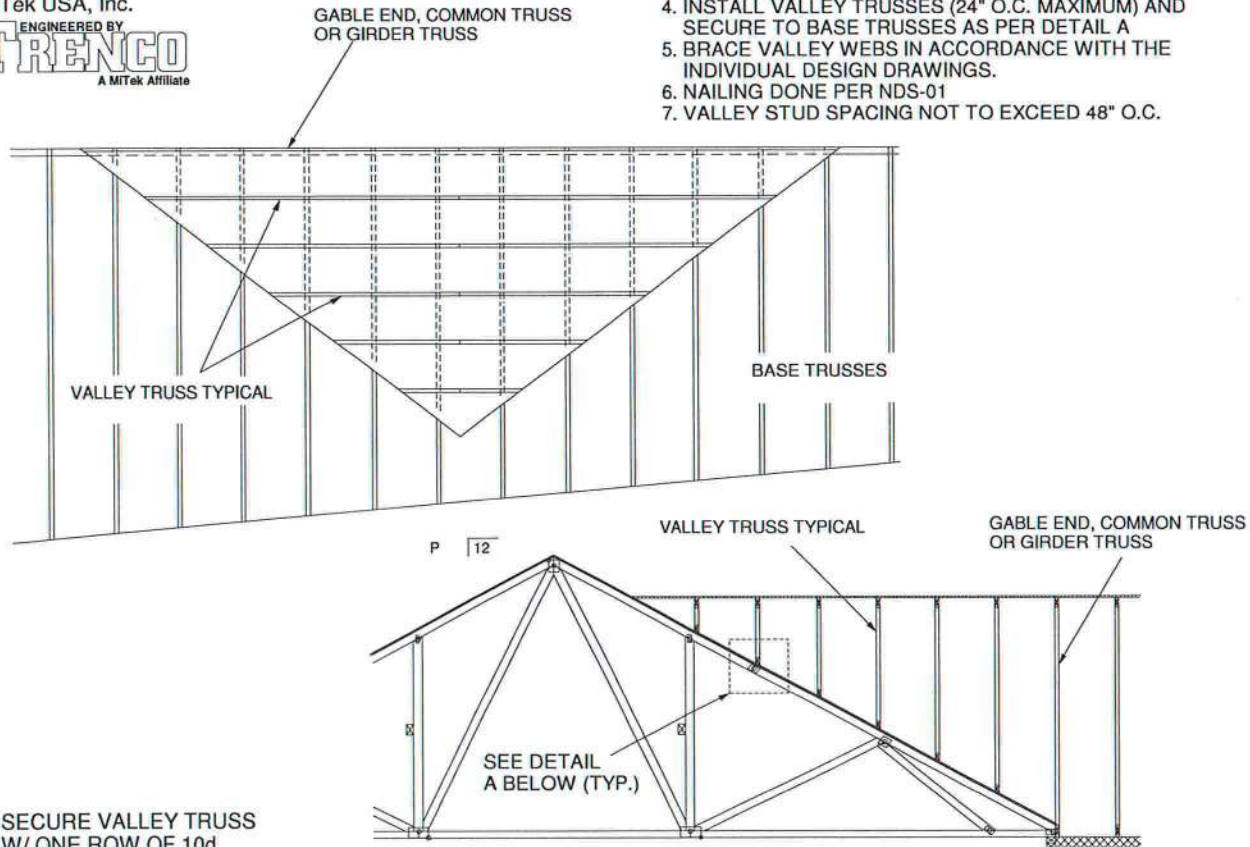 Tek USA, Inc.
ENGINEERED BY
TRENCO
A MiTek Affiliate
GABLE END, COMMON TRUSS
OR GIRDER TRUSS
4. INSTALL VALLEY TRUSSES (24" O.C. MAXIMUM) AND
SECURE TO BASE TRUSSES AS PER DETAIL A
5. BRACE VALLEY WEBS IN ACCORDANCE WITH THE
INDIVIDUAL DESIGN DRAWINGS.
6. NAILING DONE PER NDS-01
7. VALLEY STUD SPACING NOT TO EXCEED 48" O.C.
VALLEY TRUSS TYPICAL
BASE TRUSSES
P 12
VALLEY TRUSS TYPICAL
GABLE END, COMMON TRUSS
OR GIRDER TRUSS
SEE DETAIL
A BELOW (TYP.)
SECURE VALLEY TRUSS
W/ ONE ROW OF 10d